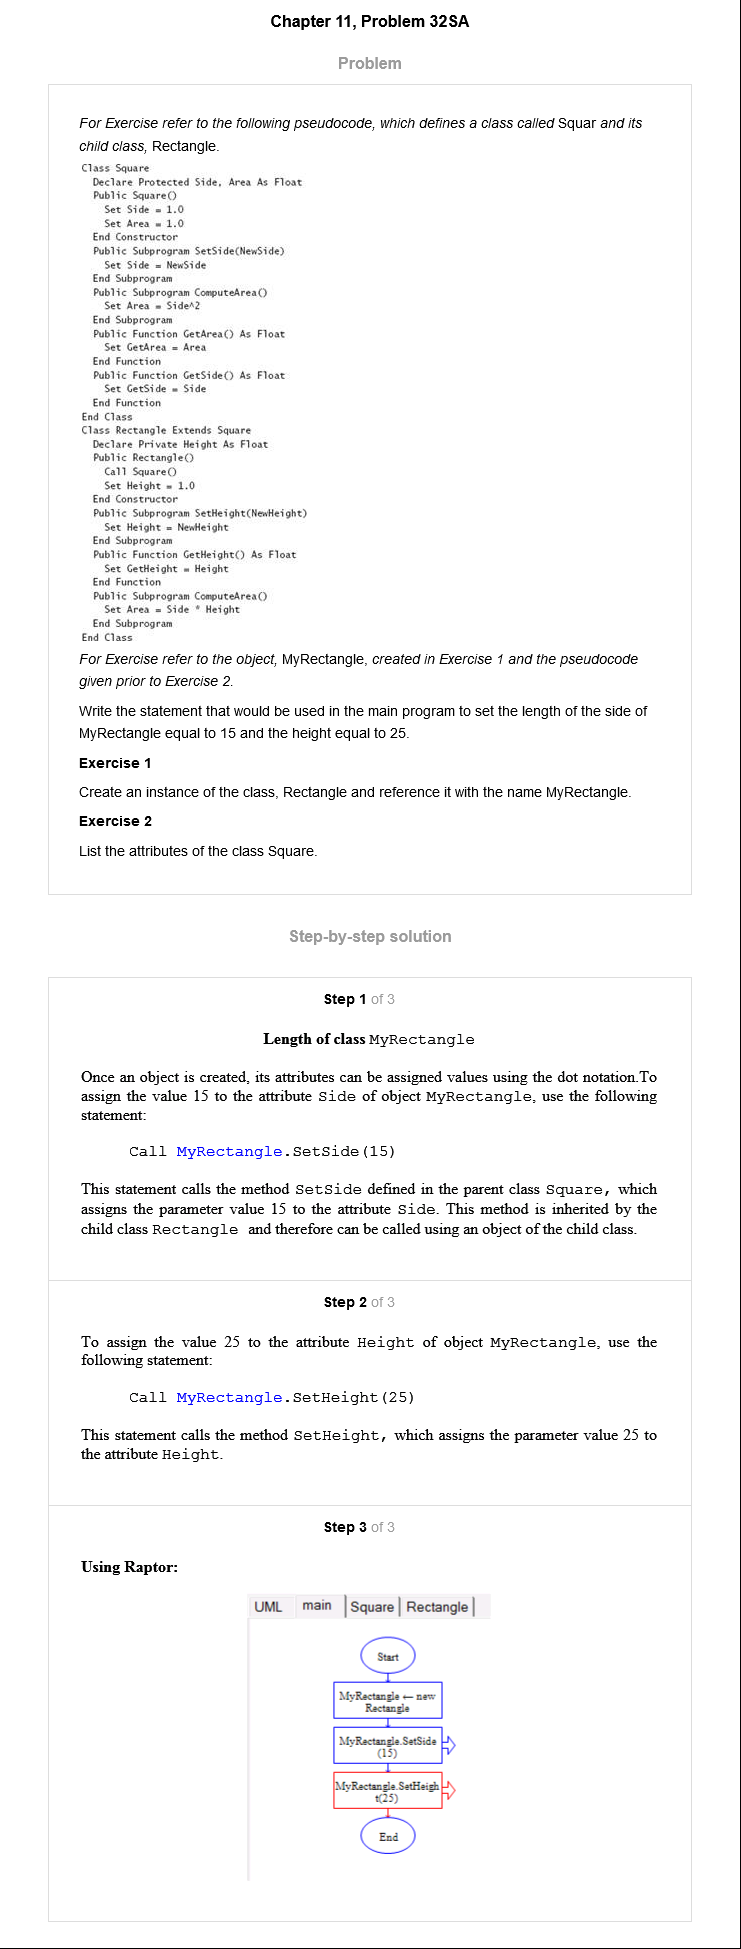 Chapter 11, Problem 32SA
Problem
For Exercise refer to the following pseudocode, which defines a class called Squar and its
child class, Rectangle.
Class Square
Declare Protected Side, Area As Float
Public Square()
Set Side = 1.0
Set Area = 1.0
End Constructor
Public Subprogram SetSide(NewSide)
Set Side = NewSide
End Subprogram
Public Subprogram ComputeArea()
Set Area = Side^2
End Subprogram
Public Function GetArea() As Float
Set GetArea = Area
End Function
Public Function GetSide() As Float
Set GetSide = Side
End Function
End Class
Class Rectangle Extends Square
Declare Private Height As Float
Public Rectangle()
Call Square()
Set Height = 1.0
End Constructor
Public Subprogram SetHeight(NewHeight)
Set Height = NewHeight
End Subprogram
Public Function GetHeight() As Float
Set GetHeight = Height
End Function
Public Subprogram ComputeArea()
Set Area = Side * Height
End Subprogram
End Class
For Exercise refer to the object, MyRectangle, created in Exercise 1 and the pseudocode
given prior to Exercise 2.
Write the statement that would be used in the main program to set the length of the side of
MyRectangle equal to 15 and the height equal to 25.
Exercise 1
Create an instance of the class, Rectangle and reference it with the name MyRectangle.
Exercise 2
List the attributes of the class Square.
Step-by-step solution
Step 1 of 3
Length of class MyRectangle
Once an object is created, its attributes can be assigned values using the dot notation.To
assign the value 15 to the attribute Side of object MyRectangle, use the following
statement:
Call MyRectangle.SetSide(15)
This statement calls the method SetSide defined in the parent class Square, which
assigns the parameter value 15 to the attribute Side. This method is inherited by the
child class Rectangle and therefore can be called using an object of the child class.
Step 2 of 3
To assign the value 25 to the attribute Height of object MyRectangle, use the
following statement:
Call MyRectangle.SetHeight(25)
This statement calls the method SetHeight, which assigns the parameter value 25 to
the attribute Height.
Step 3 of 3
Using Raptor:
UML main Square Rectangle
Start
MyRectangle ← new
Rectangle
MyRectangle.SetSide
(15)
MyRectangle.SetHeigh
t(25)
End